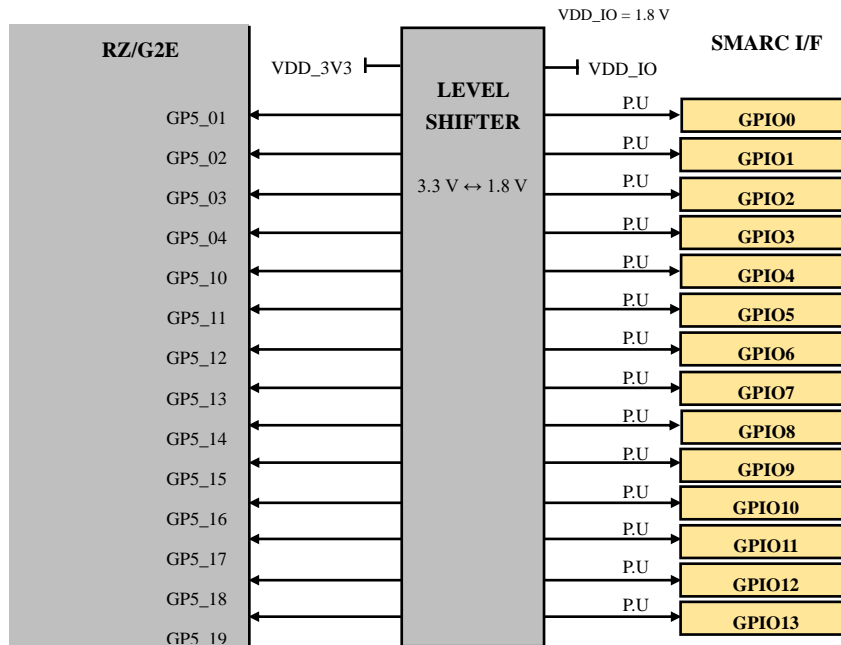 VDD_IO = 1.8 V
RZ/G2E
SMARC I/F
VDD_3V3
VDD_IO
LEVEL
SHIFTER
3.3 V ↔ 1.8 V
GP5_01
P.U
GPIO0
GP5_02
P.U
GPIO1
GP5_03
P.U
GPIO2
GP5_04
P.U
GPIO3
GP5_10
P.U
GPIO4
GP5_11
P.U
GPIO5
GP5_12
P.U
GPIO6
GP5_13
P.U
GPIO7
GP5_14
P.U
GPIO8
GP5_15
P.U
GPIO9
GP5_16
P.U
GPIO10
GP5_17
P.U
GPIO11
GP5_18
P.U
GPIO12
GP5_19
P.U
GPIO13